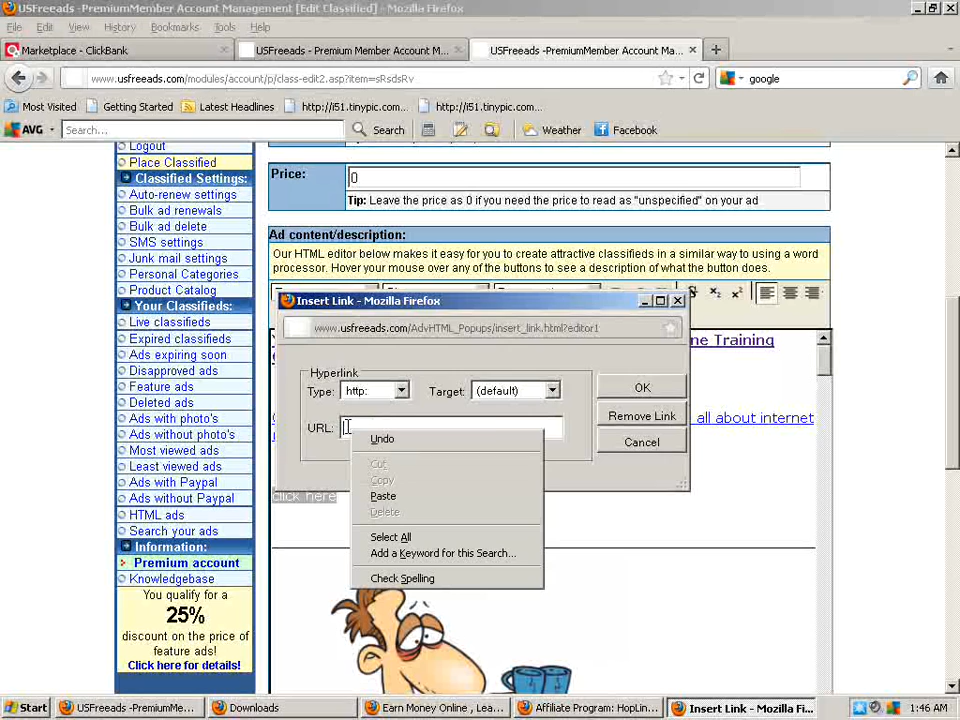 USFreeads - PremiumMember Account Management [Edit Classified] - Mozilla Firefox
File Edit View History Bookmarks Tools Help
Marketplace - ClickBank
USFreeads - Premium Member Account M...
USFreeads -PremiumMember Account Ma...
www.usfreeads.com/modules/account/p/class-edit2.asp?item=sRsdsRv
google
Most Visited Getting Started Latest Headlines http://i51.tinypic.com... http://i51.tinypic.com...
AVG Search... Search Weather Facebook
Logout
Place Classified
Classified Settings:
Auto-renew settings
Bulk ad renewals
Bulk ad delete
SMS settings
Junk mail settings
Personal Categories
Product Catalog
Your Classifieds:
Live classifieds
Expired classifieds
Ads expiring soon
Disapproved ads
Feature ads
Deleted ads
Ads with photo's
Ads without photo's
Most viewed ads
Least viewed ads
Ads with Paypal
Ads without Paypal
HTML ads
Search your ads
Information:
Premium account
Knowledgebase
You qualify for a
25%
discount on the price of
feature ads!
Click here for details!
Price:
0
Tip: Leave the price as 0 if you need the price to read as "unspecified" on your ad
Ad content/description:
Our HTML editor below makes it easy for you to create attractive classifieds in a similar way to using a word
processor. Hover your mouse over any of the buttons to see a description of what the button does.
Insert Link - Mozilla Firefox
www.usfreeads.com/AdvHTML_Popups/insert_link.html?editor1
ne Training
Hyperlink
Type: http: Target: (default)
OK
URL:
Remove Link
all about internet
Cancel
Undo
Cut
Copy
Paste
Delete
Select All
Add a Keyword for this Search...
Check Spelling
click here
Start
USFreeads -PremiumMe...
Downloads
Earn Money Online , Lea...
Affiliate Program: HopLin...
Insert Link - Mozilla Fi...
1:46 AM